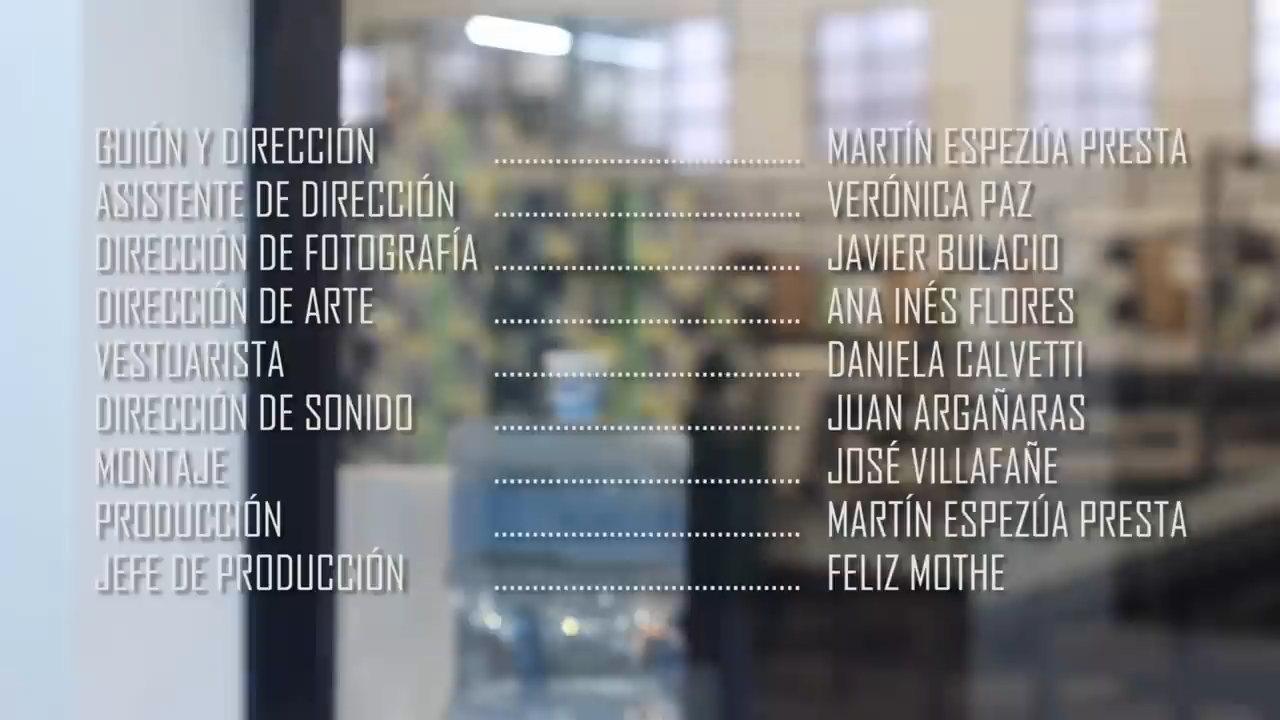 GUIÓN Y DIRECCIÓN .................................................. MARTÍN ESPEZÚA PRESTA
ASISTENTE DE DIRECCIÓN .................................................. VERÓNICA PAZ
DIRECCIÓN DE FOTOGRAFÍA .................................................. JAVIER BULACIO
DIRECCIÓN DE ARTE .................................................. ANA INÉS FLORES
VESTUARISTA .................................................. DANIELA CALVETTI
DIRECCIÓN DE SONIDO .................................................. JUAN ARGAÑARAS
MONTAJE .................................................. JOSÉ VILLAFAÑE
PRODUCCIÓN .................................................. MARTÍN ESPEZÚA PRESTA
JEFE DE PRODUCCIÓN .................................................. FELIZ MOTHE